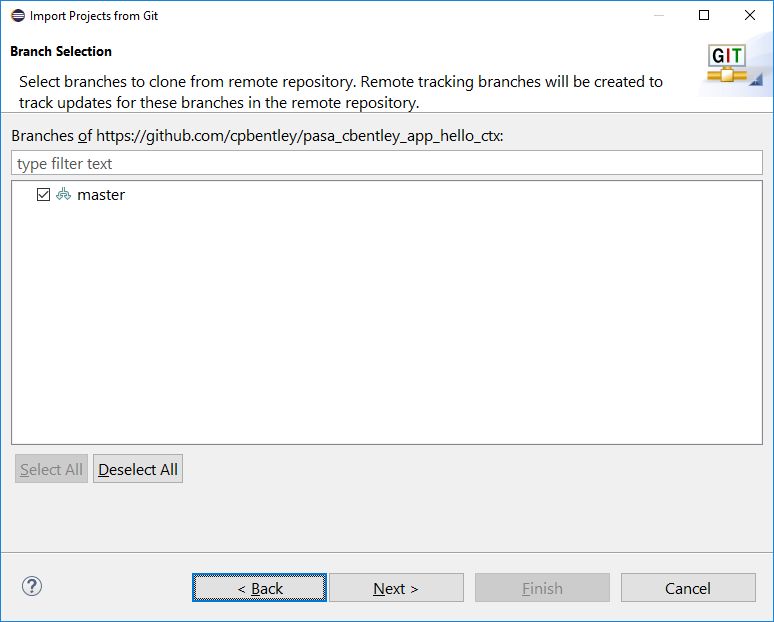 Import Projects from Git
Branch Selection
GIT
Select branches to clone from remote repository. Remote tracking branches will be created to
track updates for these branches in the remote repository.
Branches of https://github.com/cpbentley/pasa_cbentley_app_hello_ctx:
type filter text
master
Select All
Deselect All
?
< Back
Next >
Finish
Cancel